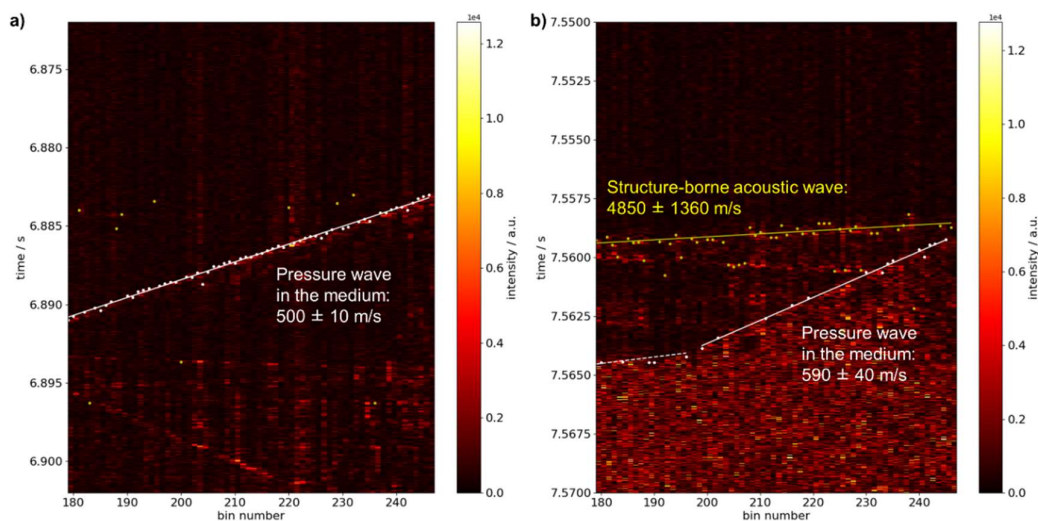 a)
6.875
6.880
6.885
6.890
6.895
6.900
time / s
180 190 200 210 220 230 240
bin number
Pressure wave
in the medium:
500 ± 10 m/s
1e4
1.2
1.0
0.8
0.6
0.4
0.2
0.0
intensity / a.u.
b)
7.5500
7.5525
7.5550
7.5575
7.5600
7.5625
7.5650
7.5675
7.5700
time / s
180 190 200 210 220 230 240
bin number
Structure-borne acoustic wave:
4850 ± 1360 m/s
Pressure wave
in the medium:
590 ± 40 m/s
1e4
1.2
1.0
0.8
0.6
0.4
0.2
0.0
intensity / a.u.